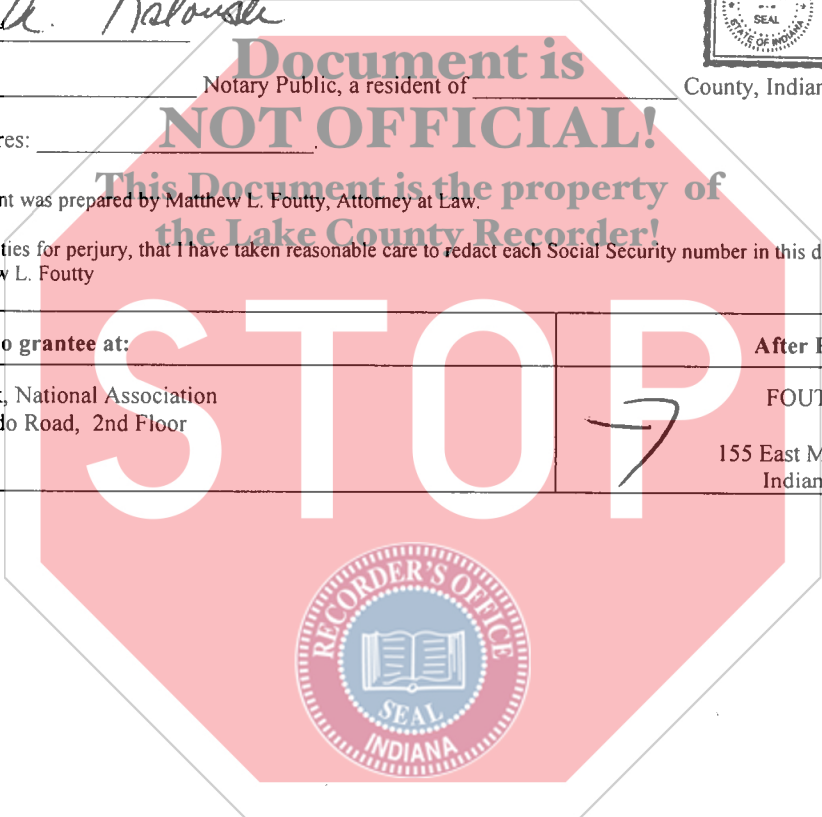 SEAL
STATE OF INDIANA
Document is
Notary Public, a resident of County, Indian
NOT OFFICIAL!
res:
This Document is the property of
nt was prepared by Matthew L. Foutty, Attorney at Law.
the Lake County Recorder!
ties for perjury, that I have taken reasonable care to redact each Social Security number in this d
w L. Foutty
STOP
o grantee at: After
, National Association FOUT
do Road, 2nd Floor
7
155 East M
Indian
RECORDER'S OFFICE
SEAL
INDIANA